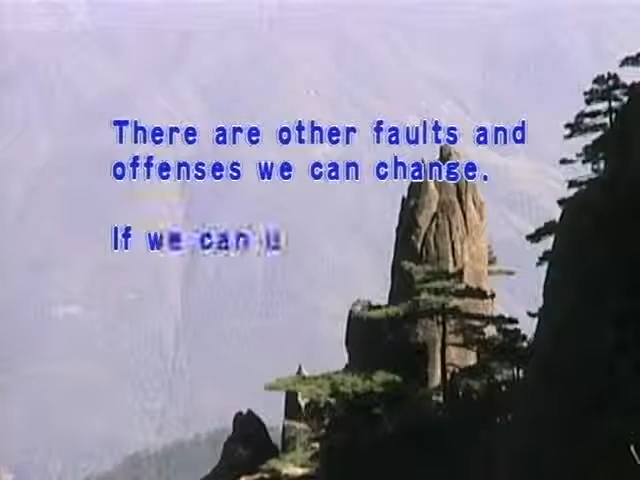 There are other faults and
offenses we can change.
If we can u